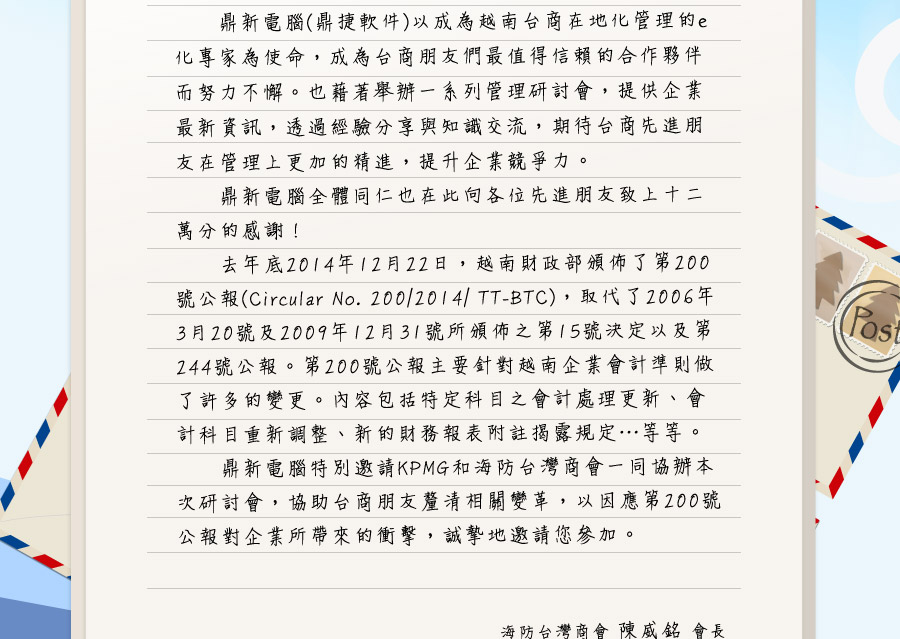 鼎新電腦(鼎捷軟件)以成為越南台商在地化管理的e
化專家為使命，成為台商朋友們最值得信賴的合作夥伴
而努力不懈。也藉著舉辦一系列管理研討會，提供企業
最新資訊，透過經驗分享與知識交流，期待台商先進朋
友在管理上更加的精進，提升企業競爭力。
鼎新電腦全體同仁也在此向各位先進朋友致上十二
萬分的感謝！
去年底2014年12月22日，越南財政部頒佈了第200
號公報(Circular No. 200/2014/ TT-BTC)，取代了2006年
3月20號及2009年12月31號所頒佈之第15號決定以及第
244號公報。第200號公報主要針對越南企業會計準則做
了許多的變更。內容包括特定科目之會計處理更新、會
計科目重新調整、新的財務報表附註揭露規定…等等。
鼎新電腦特別邀請KPMG和海防台灣商會一同協辦本
次研討會，協助台商朋友釐清相關變革，以因應第200號
公報對企業所帶來的衝擊，誠摯地邀請您參加。
海防台灣商會 陳威銘 會長
Post